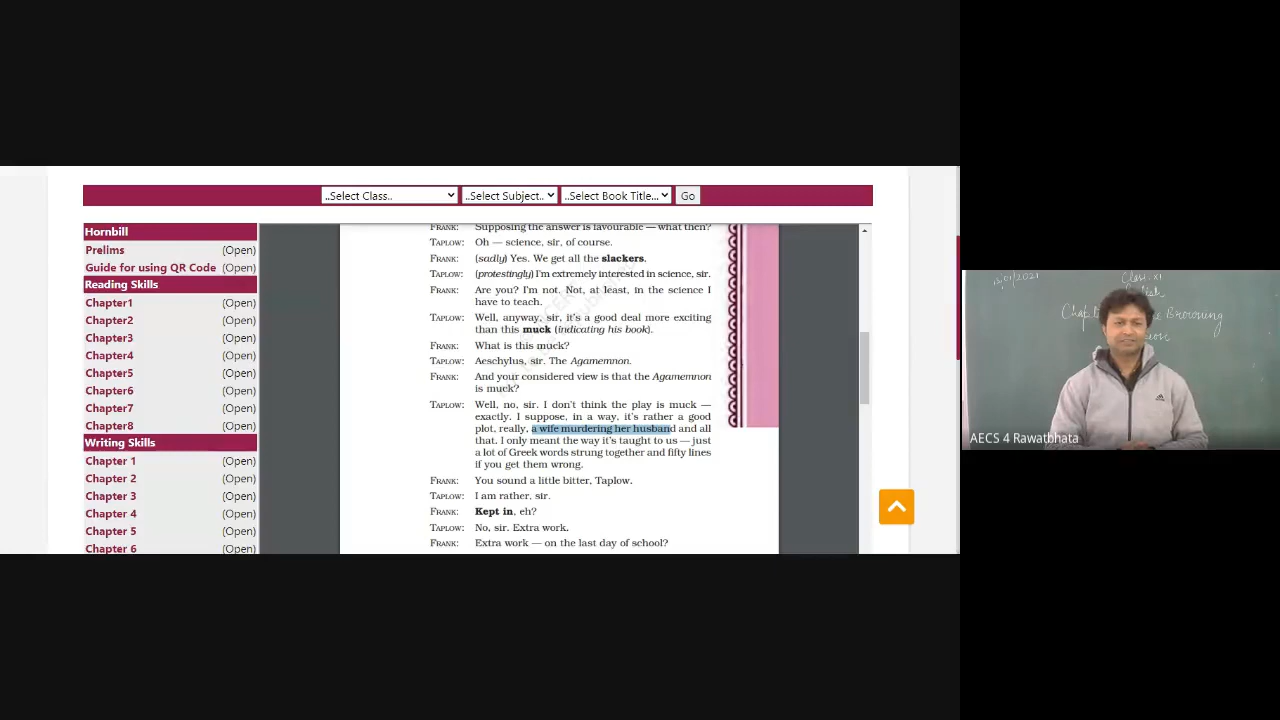 ..Select Class.. ..Select Subject.. ..Select Book Title... Go
Hornbill
Prelims (Open)
Guide for using QR Code (Open)
Reading Skills
Chapter1 (Open)
Chapter2 (Open)
Chapter3 (Open)
Chapter4 (Open)
Chapter5 (Open)
Chapter6 (Open)
Chapter7 (Open)
Chapter8 (Open)
Writing Skills
Chapter 1 (Open)
Chapter 2 (Open)
Chapter 3 (Open)
Chapter 4 (Open)
Chapter 5 (Open)
Chapter 6 (Open)
FRANK: Supposing the answer is favourable — what then?
TAPLOW: Oh — science, sir, of course.
FRANK: (sadly) Yes. We get all the slackers.
TAPLOW: (protestingly) I'm extremely interested in science, sir.
FRANK: Are you? I'm not. Not, at least, in the science I
have to teach.
TAPLOW: Well, anyway, sir, it's a good deal more exciting
than this muck (indicating his book).
FRANK: What is this muck?
TAPLOW: Aeschylus, sir. The Agamemnon.
FRANK: And your considered view is that the Agamemnon
is muck?
TAPLOW: Well, no, sir. I don't think the play is muck —
exactly. I suppose, in a way, it's rather a good
plot, really, a wife murdering her husband and all
that. I only meant the way it's taught to us — just
a lot of Greek words strung together and fifty lines
if you get them wrong.
FRANK: You sound a little bitter, Taplow.
TAPLOW: I am rather, sir.
FRANK: Kept in, eh?
TAPLOW: No, sir. Extra work.
FRANK: Extra work — on the last day of school?
Class XI
Browning
AECS 4 Rawatbhata